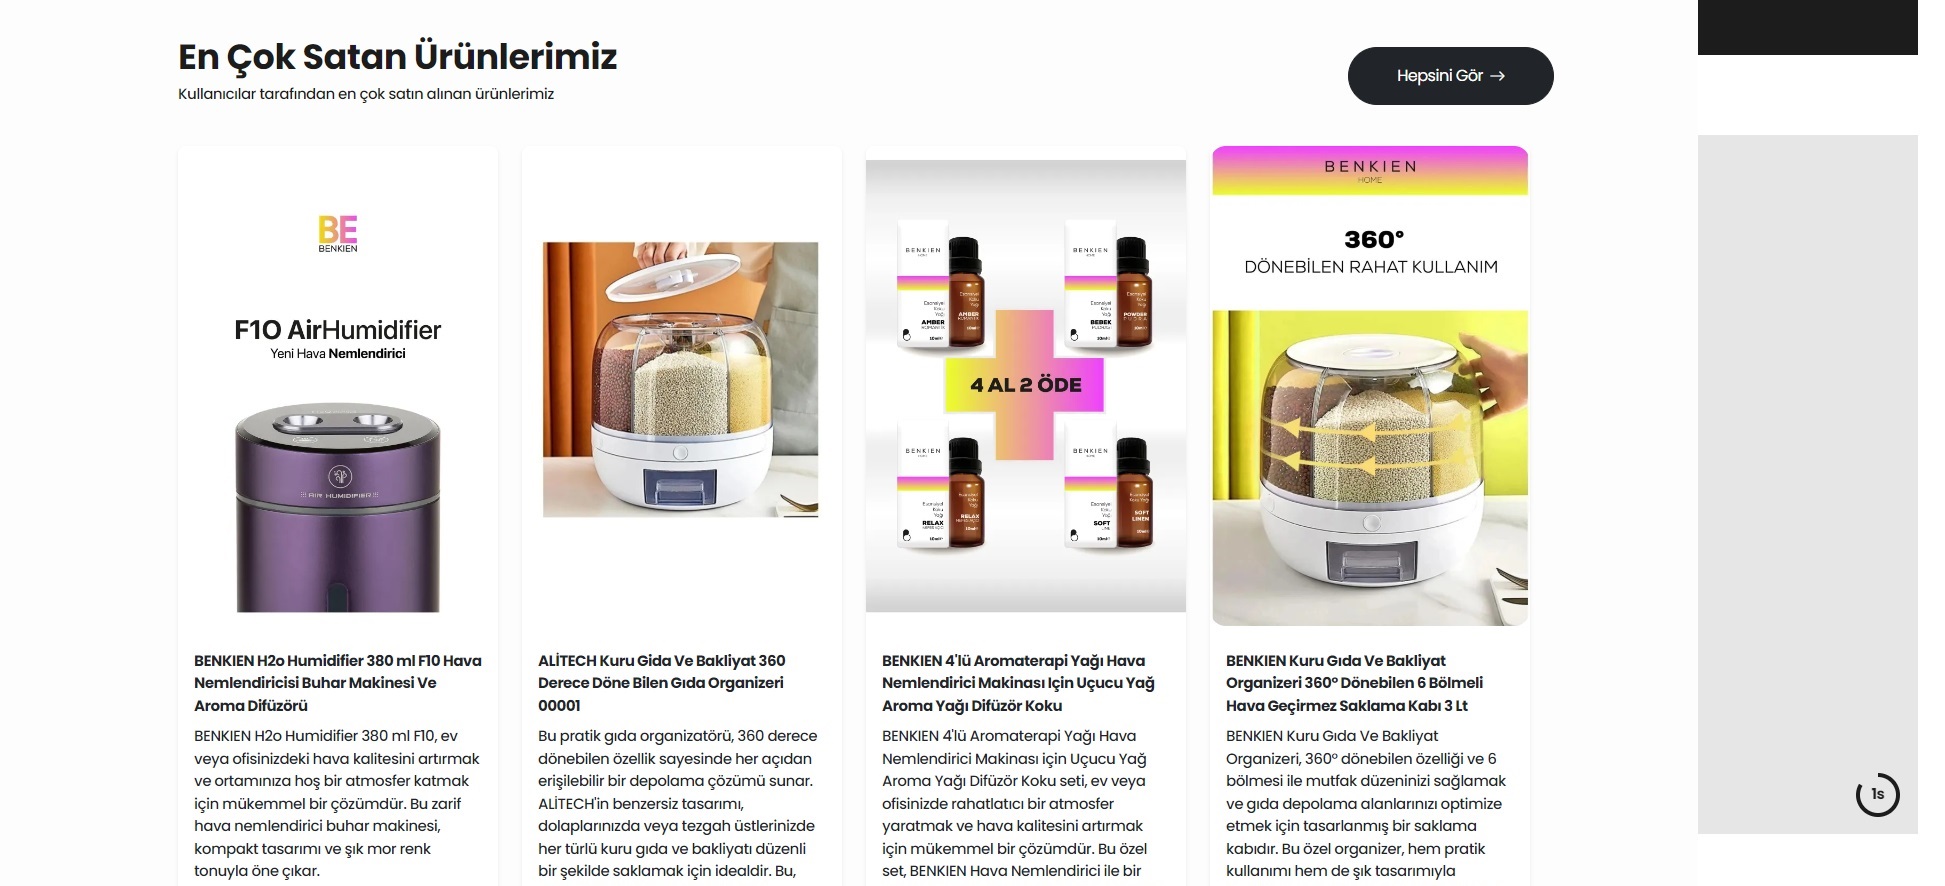 En Çok Satan Ürünlerimiz
Kullanıcılar tarafından en çok satın alınan ürünlerimiz
Hepsini Gör →
BE
BENKIEN
F10 AirHumidifier
Yeni Hava Nemlendirici
AIR HUMIDIFIER
BENKIEN H2o Humidifier 380 ml F10 Hava
Nemlendiricisi Buhar Makinesi Ve
Aroma Difüzörü
BENKIEN H2o Humidifier 380 ml F10, ev
veya ofisinizdeki hava kalitesini artırmak
ve ortamınıza hoş bir atmosfer katmak
için mükemmel bir çözümdür. Bu zarif
hava nemlendirici buhar makinesi,
kompakt tasarımı ve şık mor renk
tonuyla öne çıkar.
ALİTECH Kuru Gida Ve Bakliyat 360
Derece Döne Bilen Gıda Organizeri
00001
Bu pratik gıda organizatörü, 360 derece
dönebilen özellik sayesinde her açıdan
erişilebilir bir depolama çözümü sunar.
ALİTECH'in benzersiz tasarımı,
dolaplarınızda veya tezgah üstlerinizde
her türlü kuru gıda ve bakliyatı düzenli
bir şekilde saklamak için idealdir. Bu,
BENKIEN
AMBER
AMBER
10ml
BENKIEN
BEBEK
POWDER
10ml
4 AL 2 ÖDE
BENKIEN
RELAX
RELAX
10ml
BENKIEN
SOFT
SOFT
LINEN
10ml
BENKIEN 4'lü Aromaterapi Yağı Hava
Nemlendirici Makinası Için Uçucu Yağ
Aroma Yağı Difüzör Koku
BENKIEN 4'lü Aromaterapi Yağı Hava
Nemlendirici Makinası için Uçucu Yağ
Aroma Yağı Difüzör Koku seti, ev veya
ofisinizde rahatlatıcı bir atmosfer
yaratmak ve hava kalitesini artırmak
için mükemmel bir çözümdür. Bu özel
set, BENKIEN Hava Nemlendirici ile bir
BENKIEN
HOME
360°
DÖNEBİLEN RAHAT KULLANIM
BENKIEN Kuru Gıda Ve Bakliyat
Organizeri 360° Dönebilen 6 Bölmeli
Hava Geçirmez Saklama Kabı 3 Lt
BENKIEN Kuru Gıda Ve Bakliyat
Organizeri, 360° dönebilen özelliği ve 6
bölmesi ile mutfak düzeninizi sağlamak
ve gıda depolama alanlarınızı optimize
etmek için tasarlanmış bir saklama
kabıdır. Bu özel organizer, hem pratik
kullanımı hem de şık tasarımıyla
1s